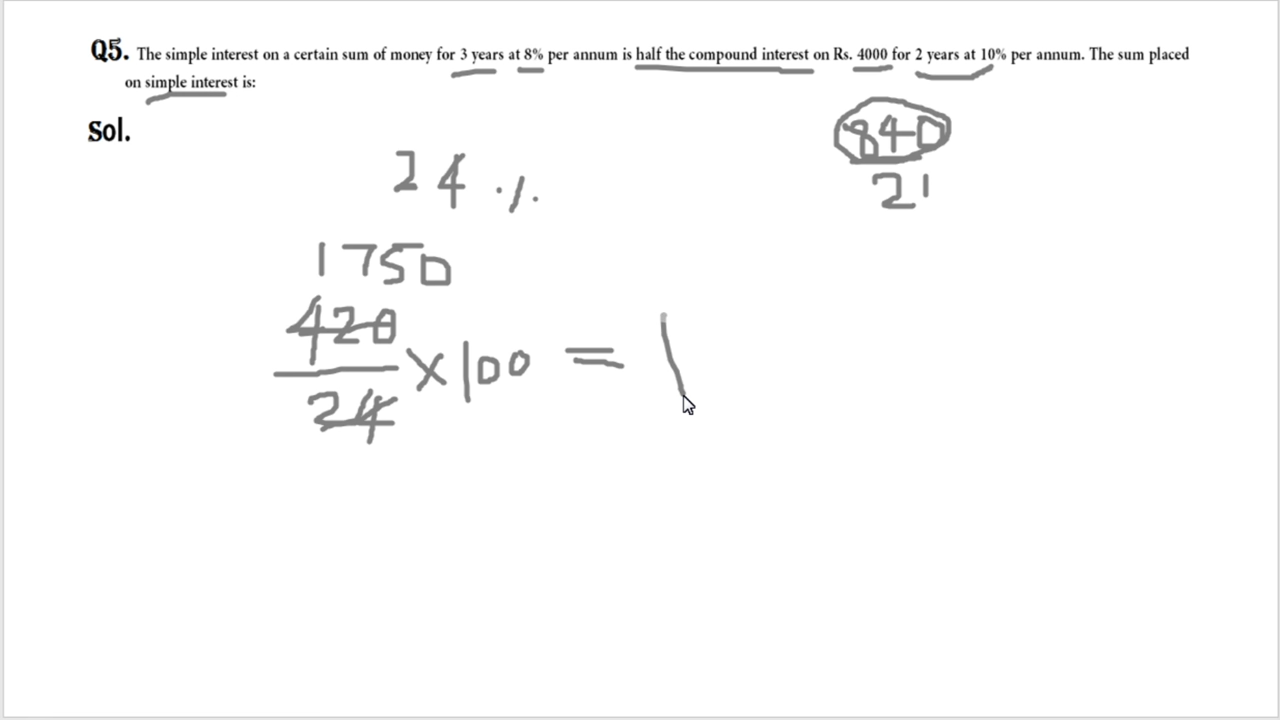 Q5. The simple interest on a certain sum of money for 3 years at 8% per annum is half the compound interest on Rs. 4000 for 2 years at 10% per annum. The sum placed
on simple interest is:
Sol.
840
21
24 %
1750
420
24 × 100 = \